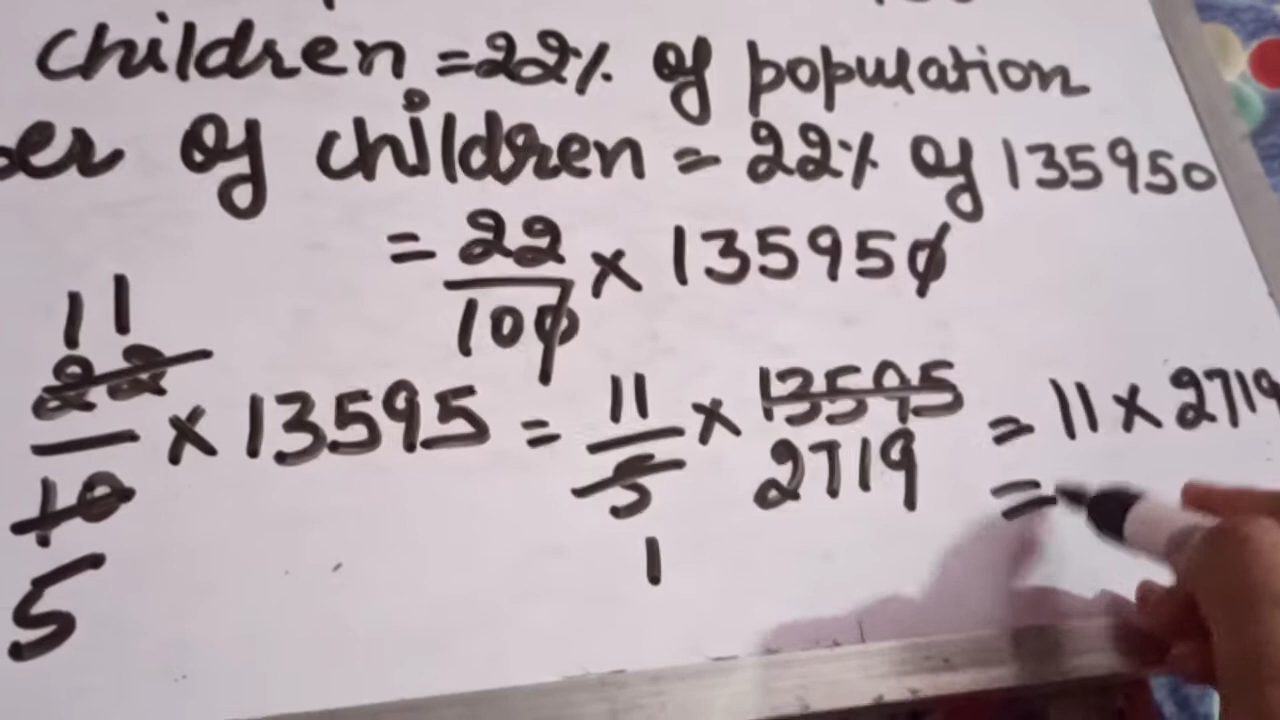 children = 22% of population
of children = 22% of 135950
= 22/100 × 135950
11
22/10 × 13595 = 11/5 × 13595 = 11 × 2719
2719 =
5 1